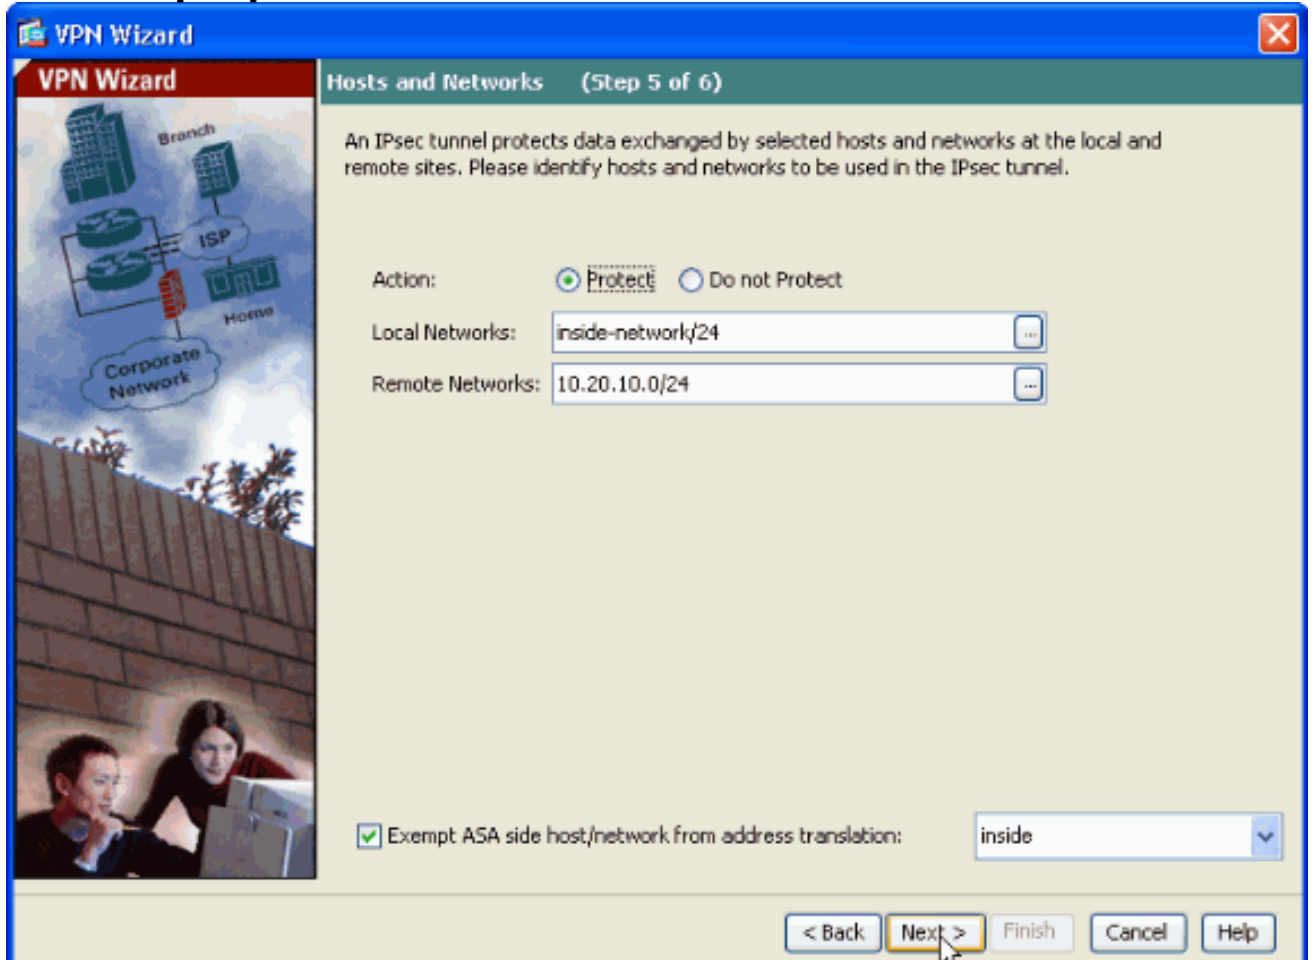 VPN Wizard
VPN Wizard
Hosts and Networks (Step 5 of 6)
Branch
ISP
Home
Corporate
Network
An IPsec tunnel protects data exchanged by selected hosts and networks at the local and
remote sites. Please identify hosts and networks to be used in the IPsec tunnel.
Action: Protect Do not Protect
Local Networks: inside-network/24 ...
Remote Networks: 10.20.10.0/24 ...
Exempt ASA side host/network from address translation: inside
< Back Next > Finish Cancel Help